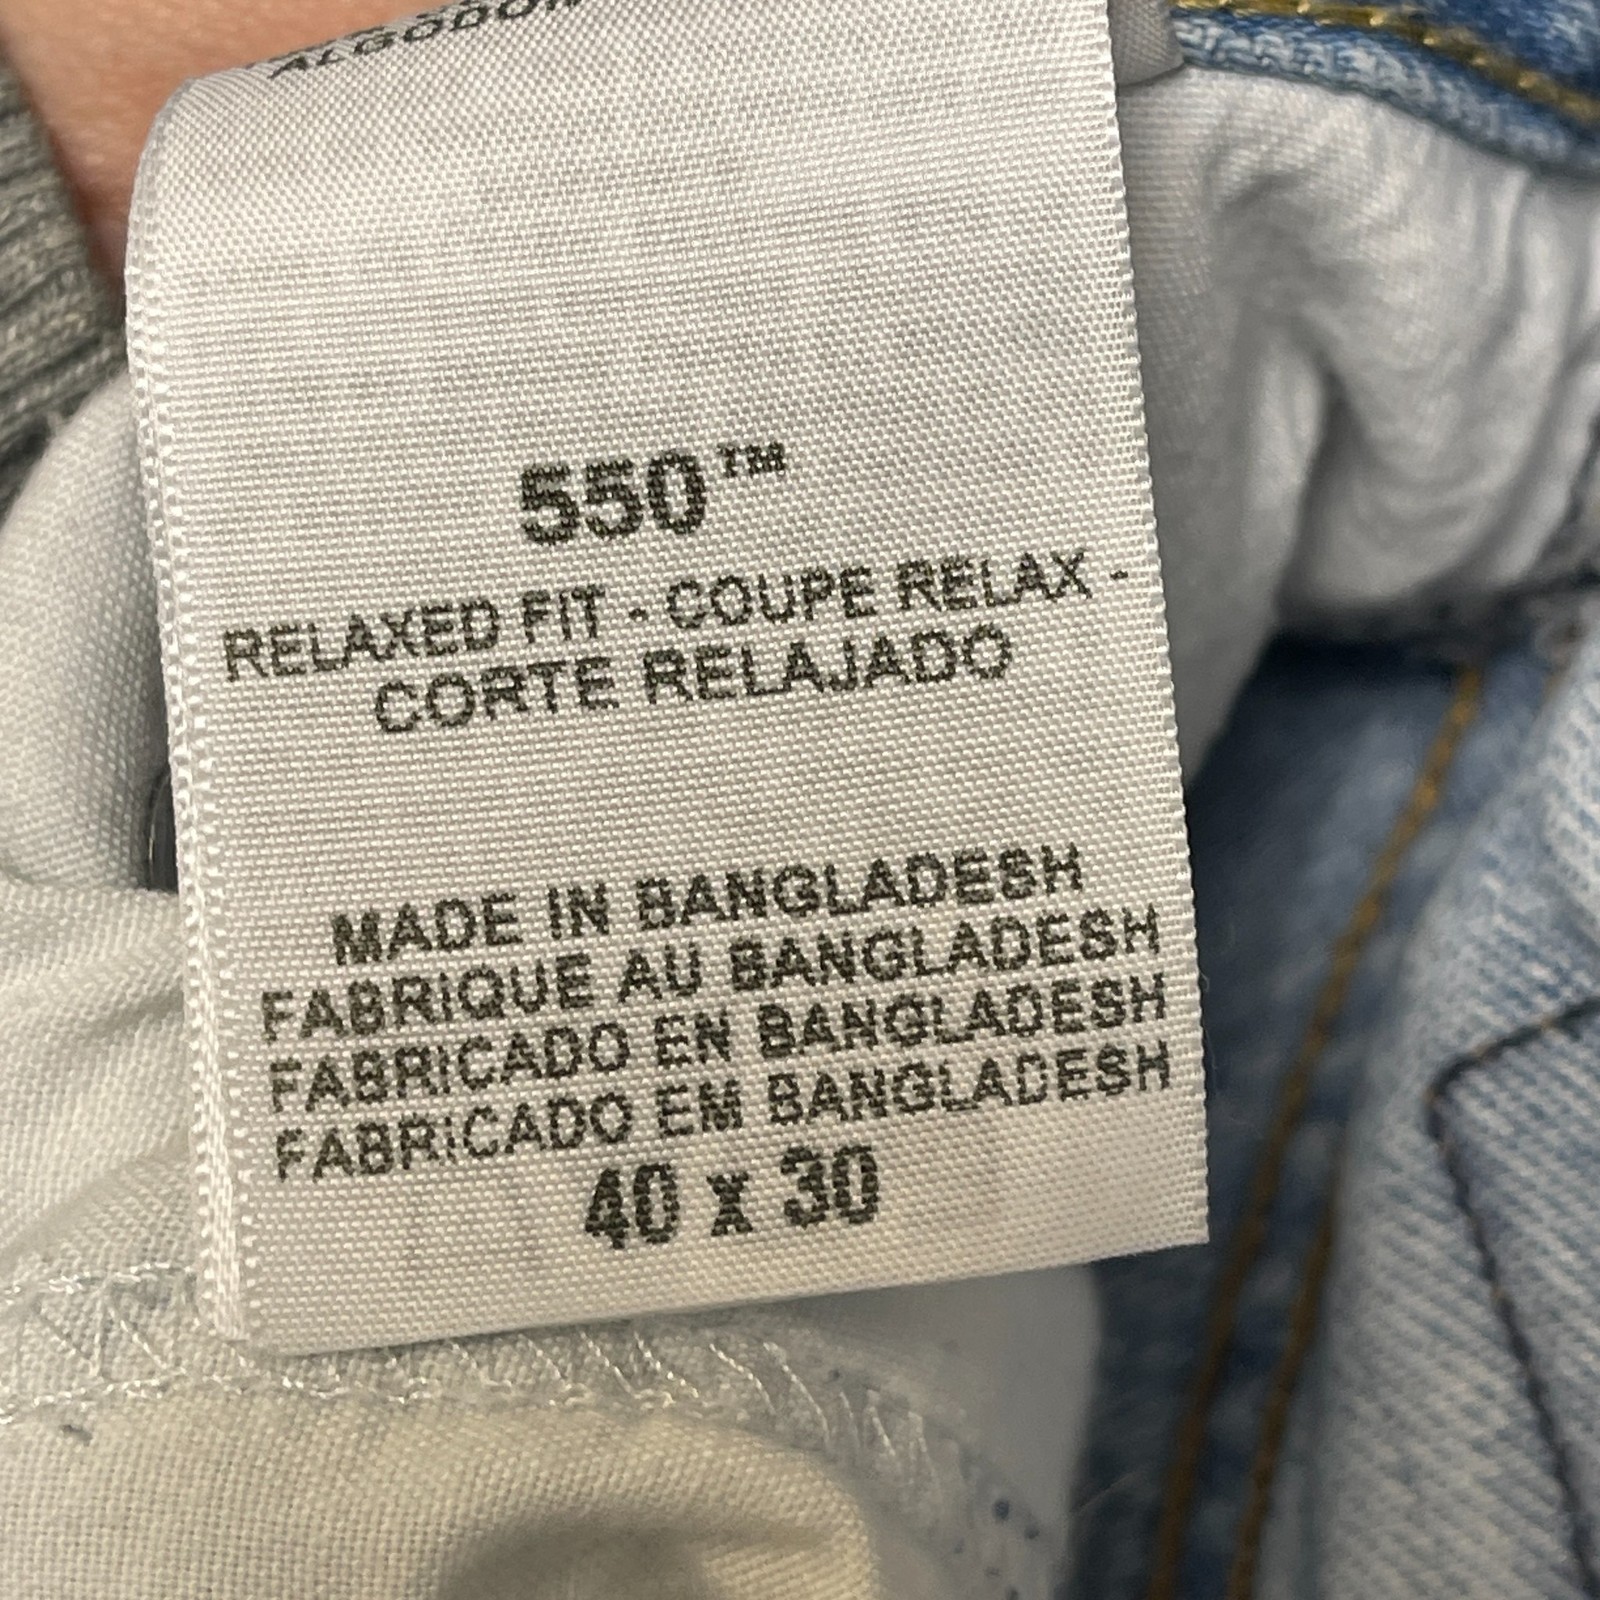 ALGODON
550™
RELAXED FIT - COUPE RELAX -
CORTE RELAJADO
MADE IN BANGLADESH
FABRIQUE AU BANGLADESH
FABRICADO EN BANGLADESH
FABRICADO EM BANGLADESH
40 x 30